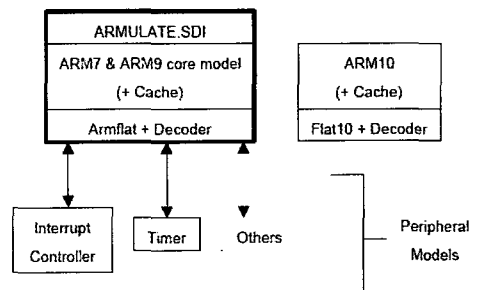 ARMULATE.SDI
ARM7 & ARM9 core model
(+ Cache)
Armflat + Decoder
ARM10
(+ Cache)
Flat10 + Decoder
Interrupt
Controller
Timer
Others
Peripheral
Models